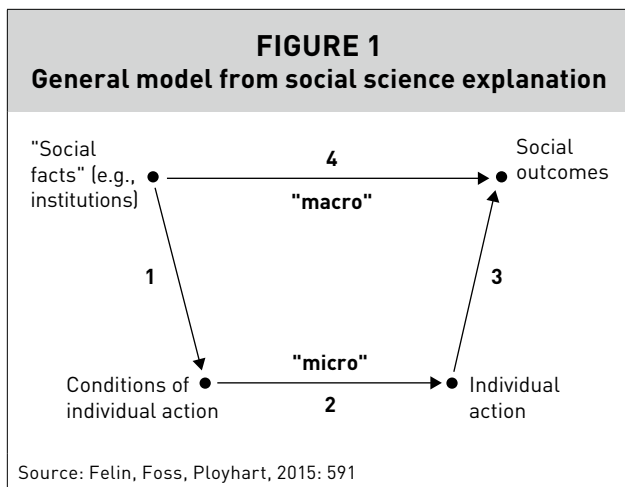 FIGURE 1
General model from social science explanation
"Social
facts" (e.g.,
institutions)
4
"macro"
Social
outcomes
1
3
"micro"
2
Conditions of
individual action
Individual
action
Source: Felin, Foss, Ployhart, 2015: 591